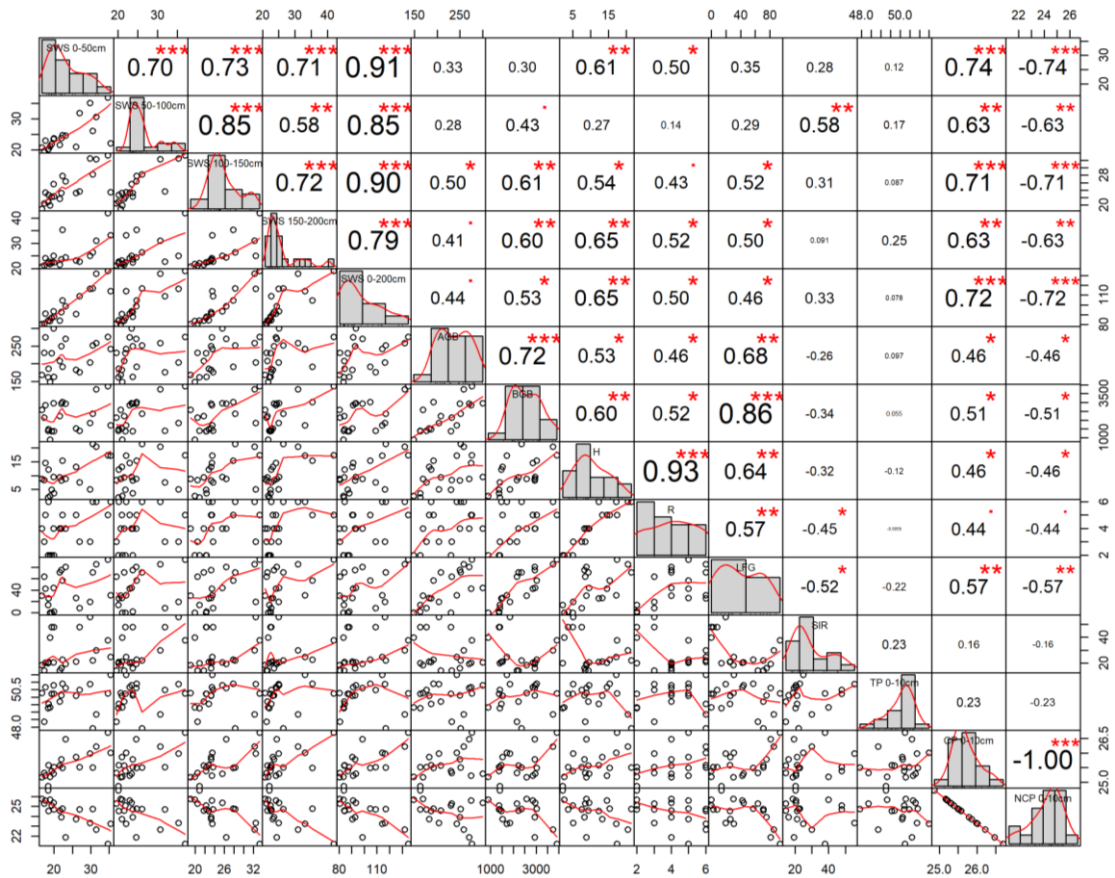 20 30 20 30 40 150 250 5 15 0 40 80 48.0 50.0 22 24 26
SWS 0-50cm 0.70 *** 0.73 *** 0.71 *** 0.91 *** 0.33 0.30 0.61 ** 0.50 * 0.35 0.28 0.12 0.74 *** -0.74 *** 20 30
20 30 SWS 50-100cm 0.85 *** 0.58 ** 0.85 *** 0.28 0.43 . 0.27 0.14 0.29 0.58 ** 0.17 0.63 ** -0.63 **
SWS 100-150cm 0.72 *** 0.90 *** 0.50 * 0.61 ** 0.54 * 0.43 . 0.52 * 0.31 0.087 0.71 *** -0.71 *** 20 28
20 30 40 SWS 150-200cm 0.79 *** 0.41 . 0.60 ** 0.65 ** 0.52 * 0.50 * 0.091 0.25 0.63 ** -0.63 **
SWS 0-200cm 0.44 . 0.53 * 0.65 ** 0.50 * 0.46 * 0.33 0.078 0.72 *** -0.72 *** 80 110
150 250 AGB 0.72 *** 0.53 * 0.46 * 0.68 ** -0.26 0.097 0.46 * -0.46 *
BGB 0.60 ** 0.52 * 0.86 *** -0.34 0.055 0.51 * -0.51 * 1000 3500
5 15 H 0.93 *** 0.64 ** -0.32 -0.12 0.46 * -0.46 *
R 0.57 ** -0.45 * 0.44 . -0.44 . 2 4 6
0 40 LFG -0.52 * -0.22 0.57 ** -0.57 **
SIR 0.23 0.16 -0.16 20 40
48.0 50.5 TP 0-10cm 0.23 -0.23
CP 0-10cm -1.00 *** 25.0 26.5
22 25 NCP 0-10cm
20 30 20 26 32 80 110 1000 3000 2 4 6 20 40 25.0 26.0